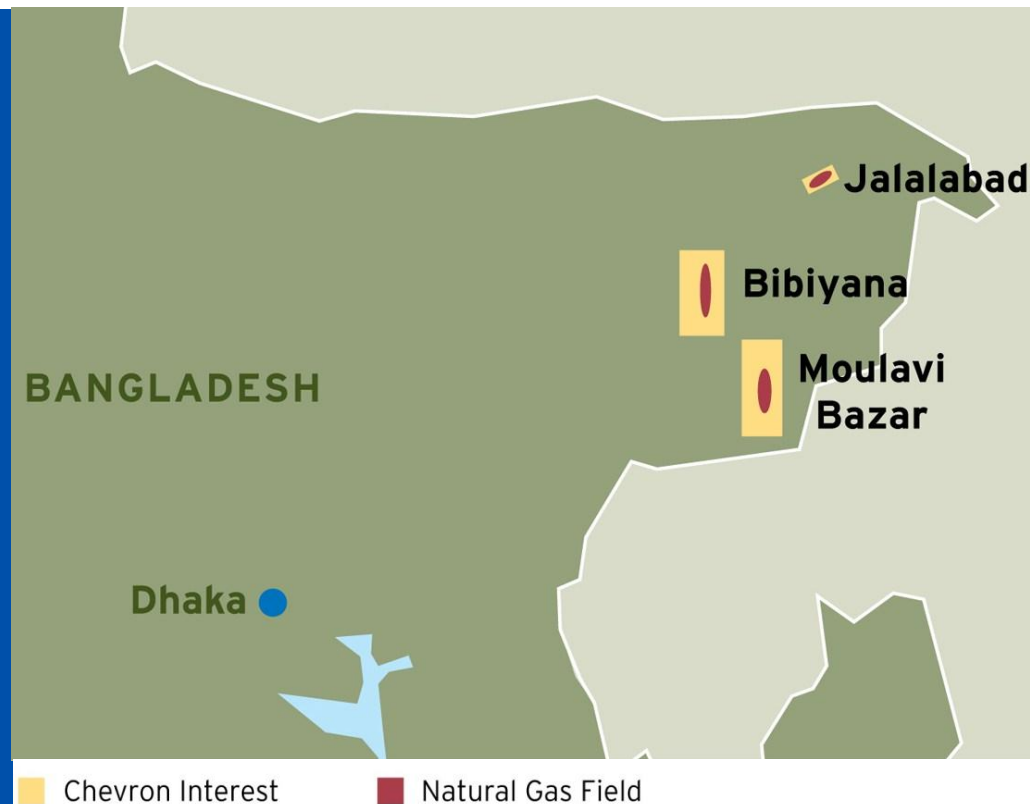 Jalalabad
Bibiyana
Moulavi
Bazar
BANGLADESH
Dhaka
Chevron Interest
Natural Gas Field